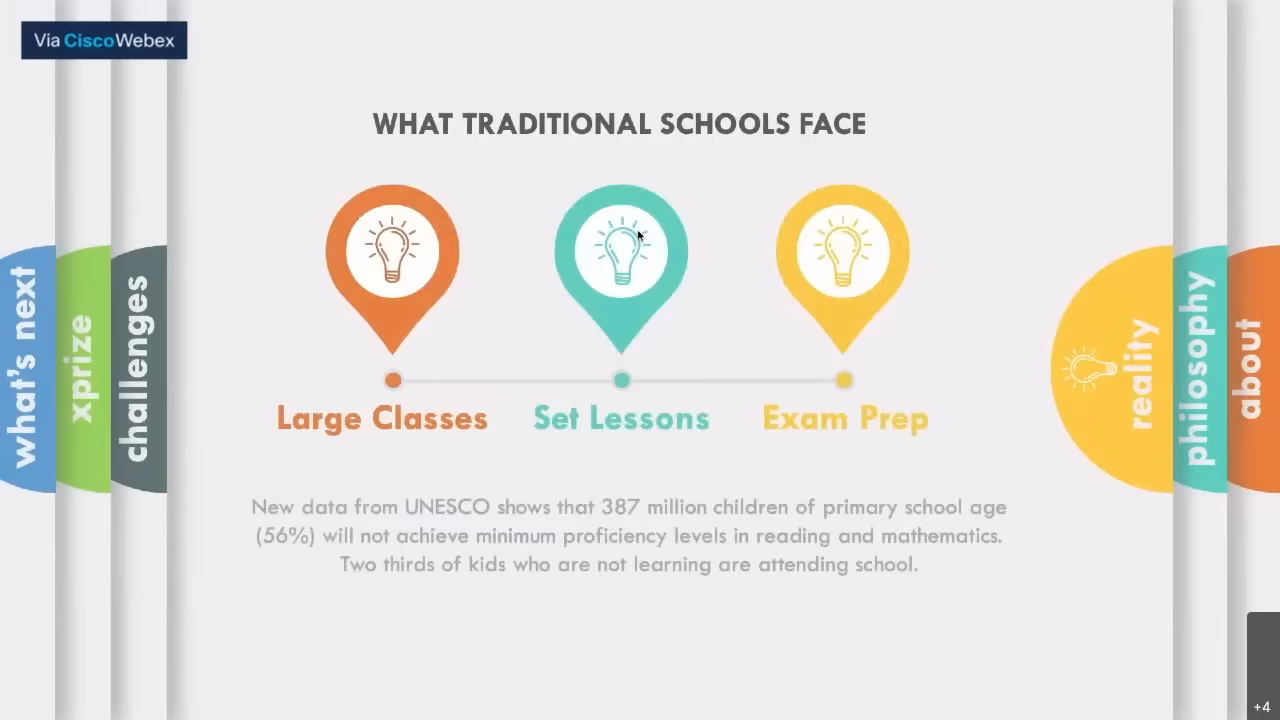 Via CiscoWebex
WHAT TRADITIONAL SCHOOLS FACE
Large Classes
Set Lessons
Exam Prep
New data from UNESCO shows that 387 million children of primary school age
(56%) will not achieve minimum proficiency levels in reading and mathematics.
Two thirds of kids who are not learning are attending school.
what's next
xprize
challenges
reality
philosophy
about
+4